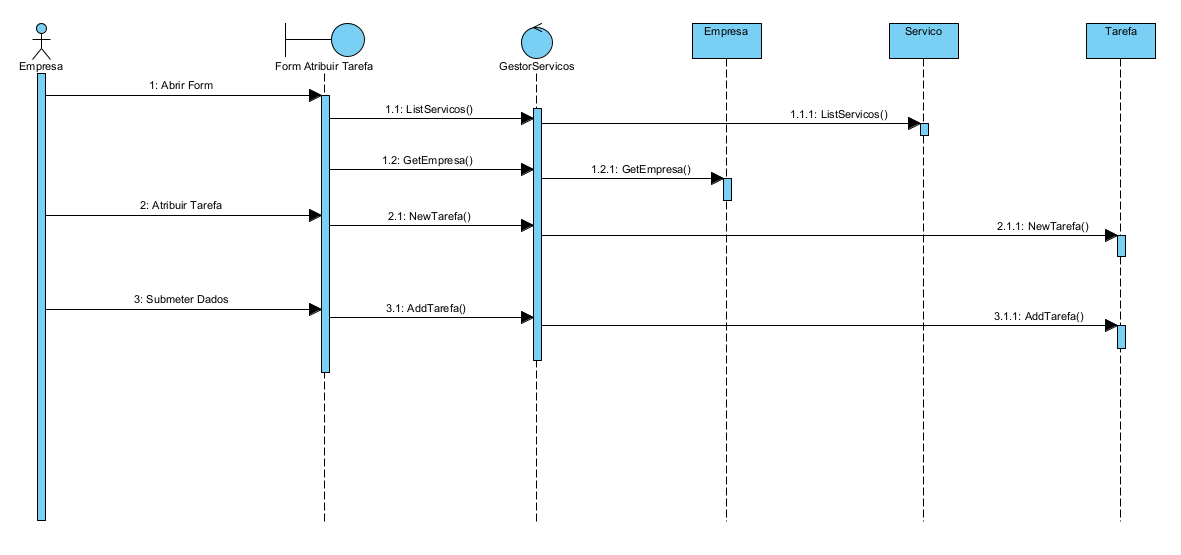 Empresa
Form Atribuir Tarefa
GestorServicos
Empresa
Servico
Tarefa
1: Abrir Form
1.1: ListServicos()
1.1.1: ListServicos()
1.2: GetEmpresa()
1.2.1: GetEmpresa()
2: Atribuir Tarefa
2.1: NewTarefa()
2.1.1: NewTarefa()
3: Submeter Dados
3.1: AddTarefa()
3.1.1: AddTarefa()